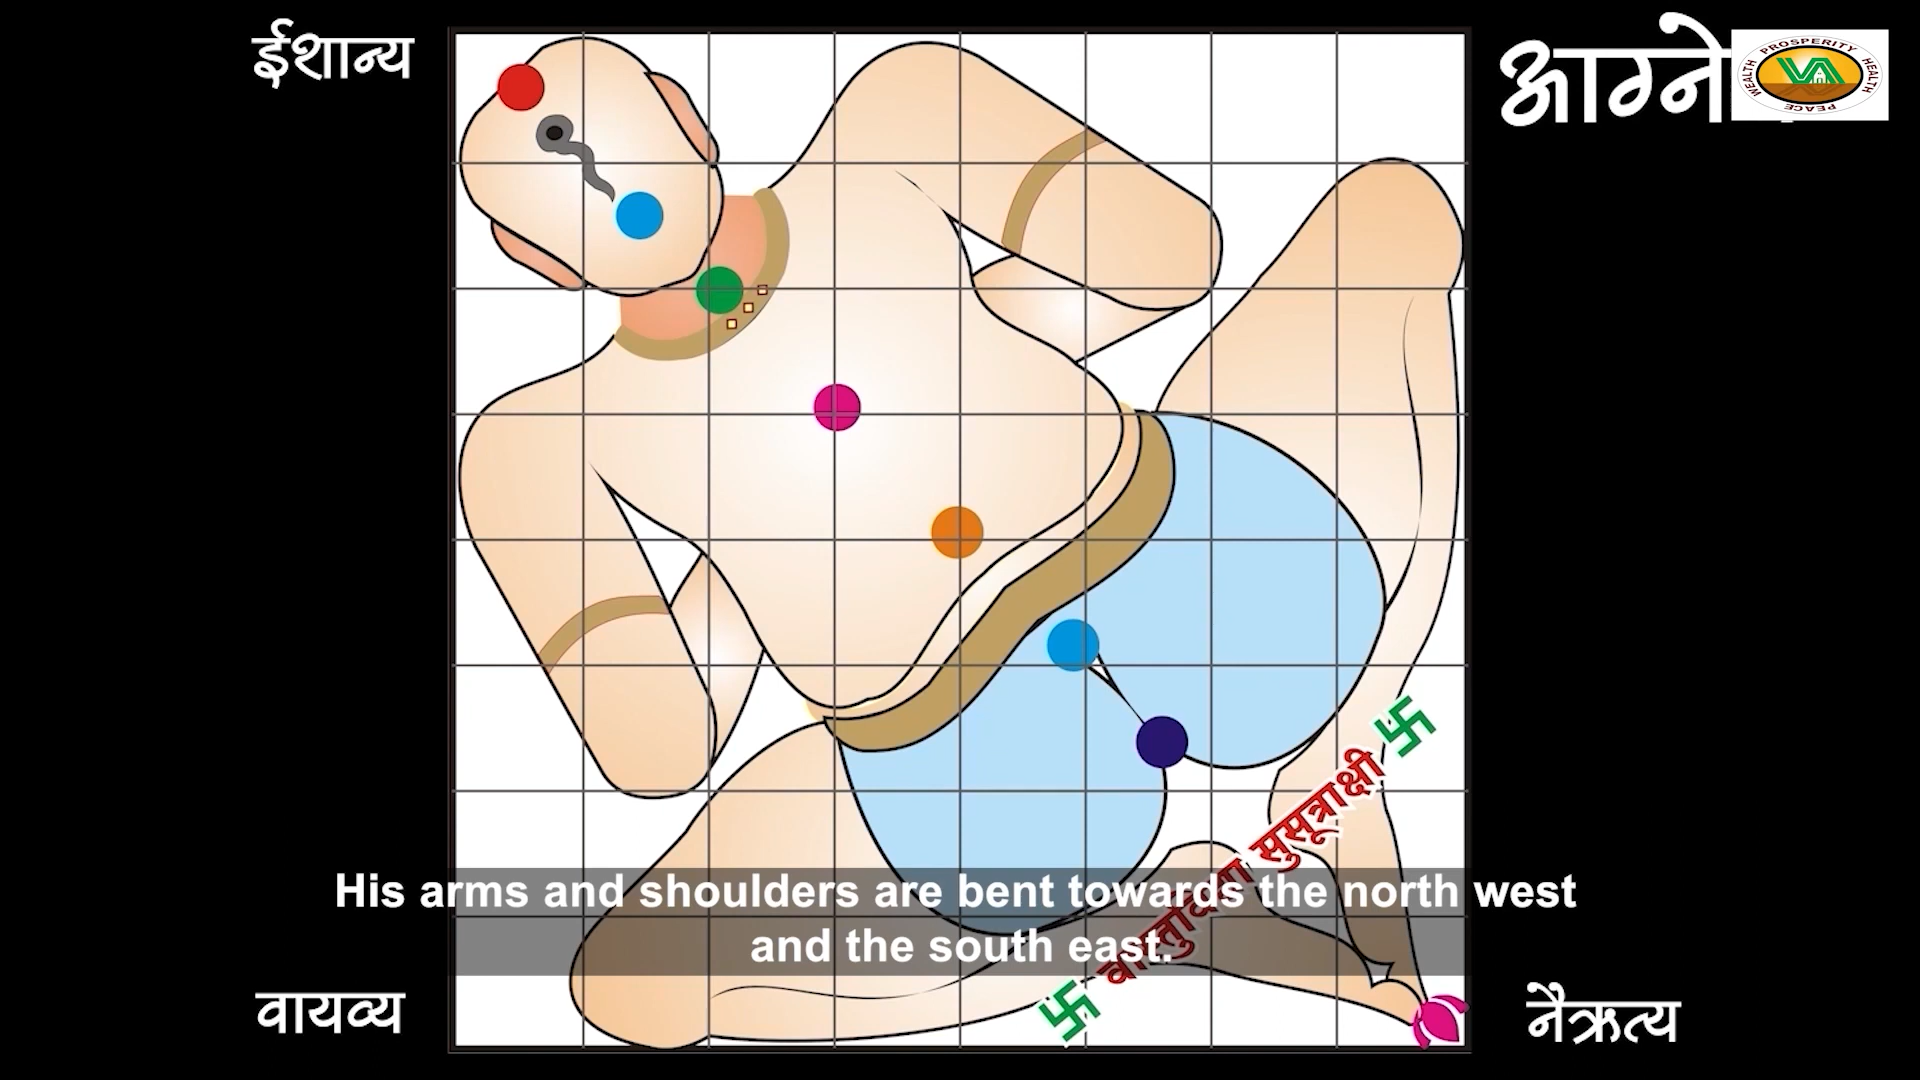 ईशान्य
आग्ने
WEALTH PROSPERITY HEALTH PEACE
सुसूत्राक्षी
His arms and shoulders are bent towards the north west
and the south east.
वायव्य
नैऋत्य